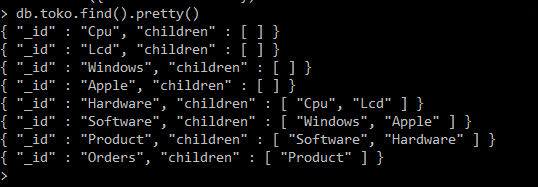 > db.toko.find().pretty()
{ "_id" : "Cpu", "children" : [ ] }
{ "_id" : "Lcd", "children" : [ ] }
{ "_id" : "Windows", "children" : [ ] }
{ "_id" : "Apple", "children" : [ ] }
{ "_id" : "Hardware", "children" : [ "Cpu", "Lcd" ] }
{ "_id" : "Software", "children" : [ "Windows", "Apple" ] }
{ "_id" : "Product", "children" : [ "Software", "Hardware" ] }
{ "_id" : "Orders", "children" : [ "Product" ] }
>